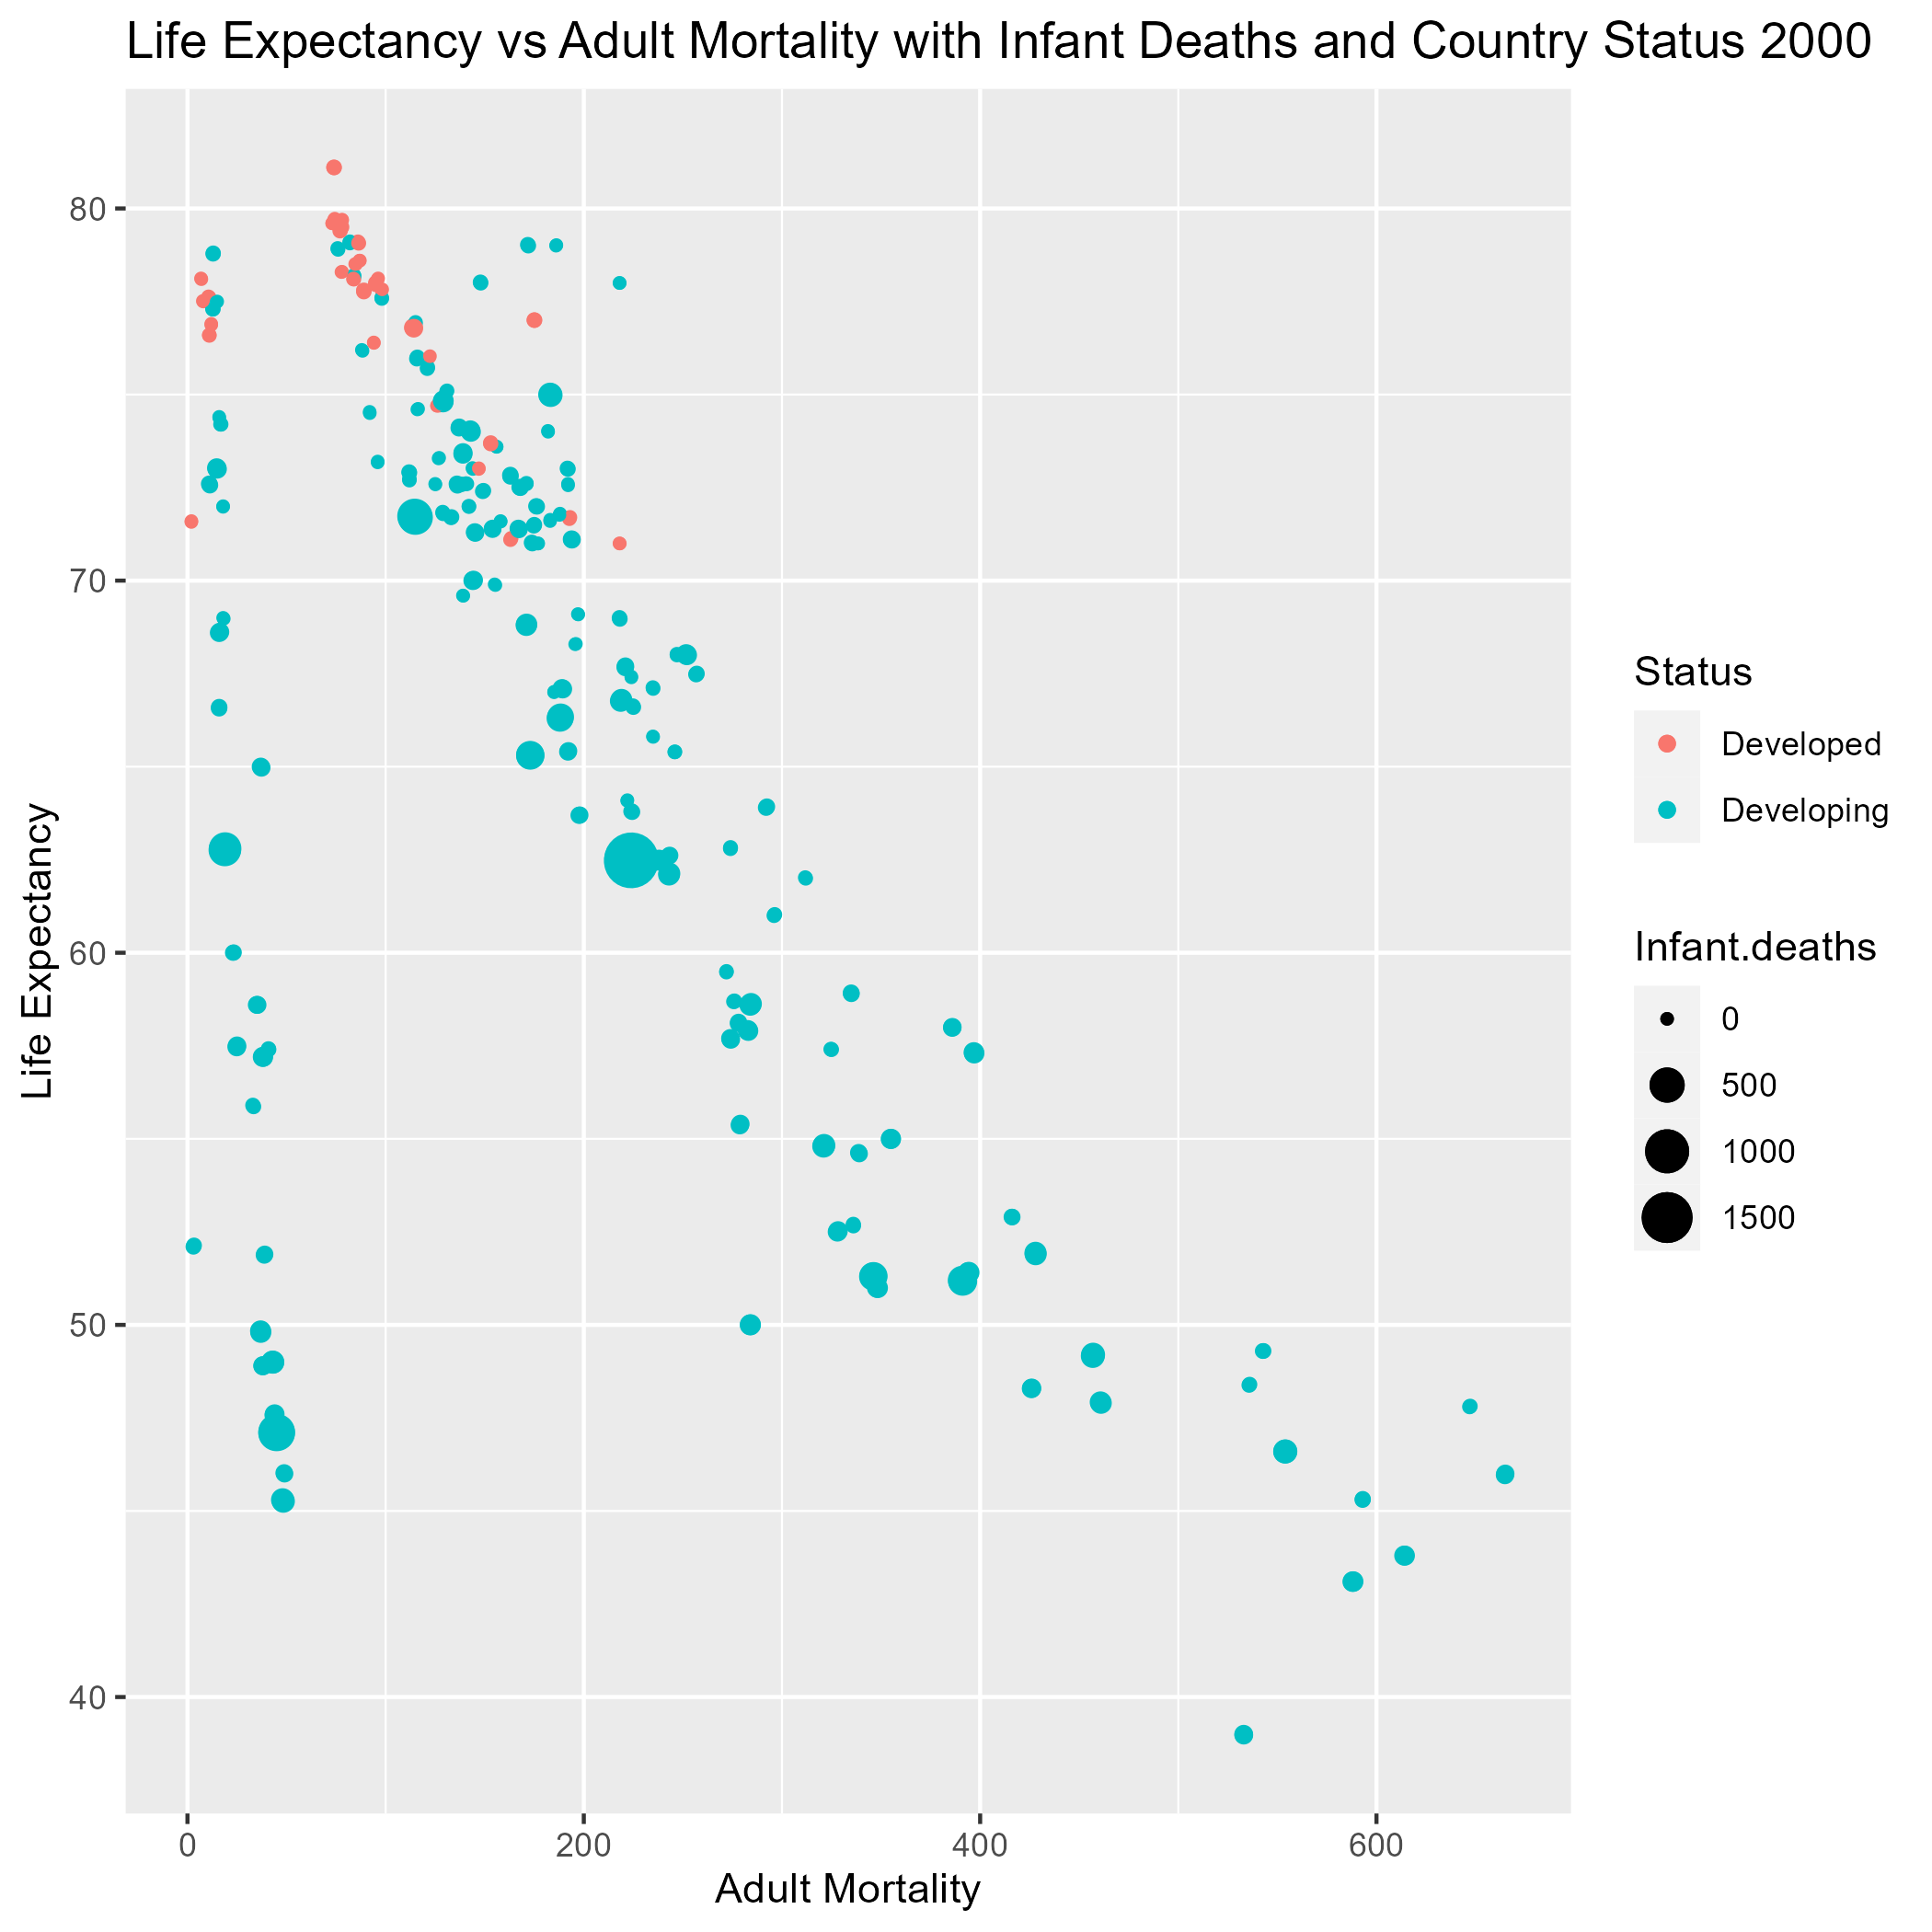 Life Expectancy vs Adult Mortality with Infant Deaths and Country Status 2000
80
70
60
50
40
Life Expectancy
0
200
400
600
Adult Mortality
Status
Developed
Developing
Infant.deaths
0
500
1000
1500